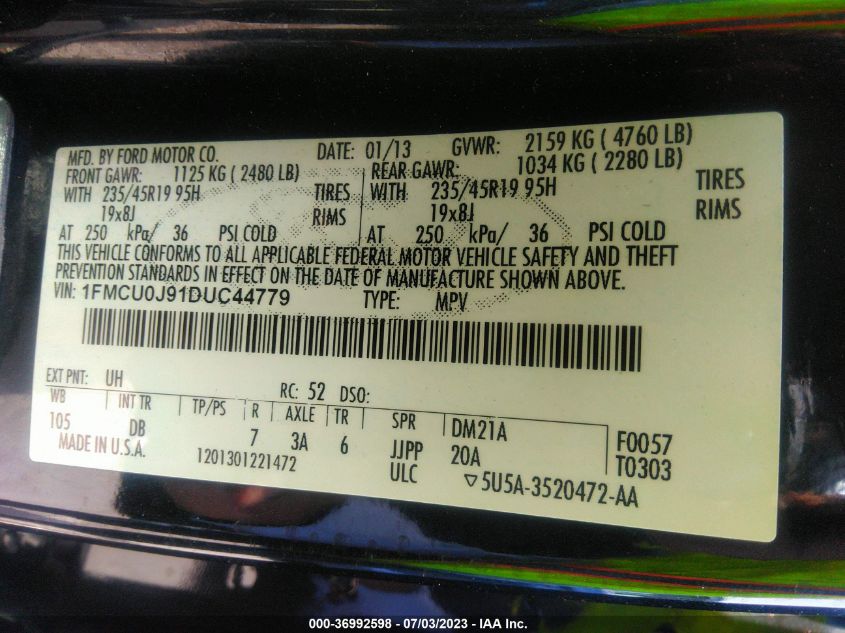 MFD. BY FORD MOTOR CO. DATE: 01/13 GVWR: 2159 KG ( 4760 LB)
FRONT GAWR: 1125 KG ( 2480 LB) REAR GAWR: 1034 KG ( 2280 LB)
WITH 235/45R19 95H TIRES WITH 235/45R19 95H TIRES
19x8J RIMS 19x8J RIMS
AT 250 kPa/ 36 PSI COLD AT 250 kPa/ 36 PSI COLD
THIS VEHICLE CONFORMS TO ALL APPLICABLE FEDERAL MOTOR VEHICLE SAFETY AND THEFT
PREVENTION STANDARDS IN EFFECT ON THE DATE OF MANUFACTURE SHOWN ABOVE.
VIN: 1FMCU0J91DUC44779 TYPE: MPV
EXT PNT: UH RC: 52 DSO:
WB INT TR TP/PS R AXLE TR SPR DM21A F0057
105 DB 7 3A 6 JJPP 20A T0303
MADE IN U.S.A. 1201301221472 ULC ▽5U5A-3520472-AA
000-36992598 - 07/03/2023 - IAA Inc.